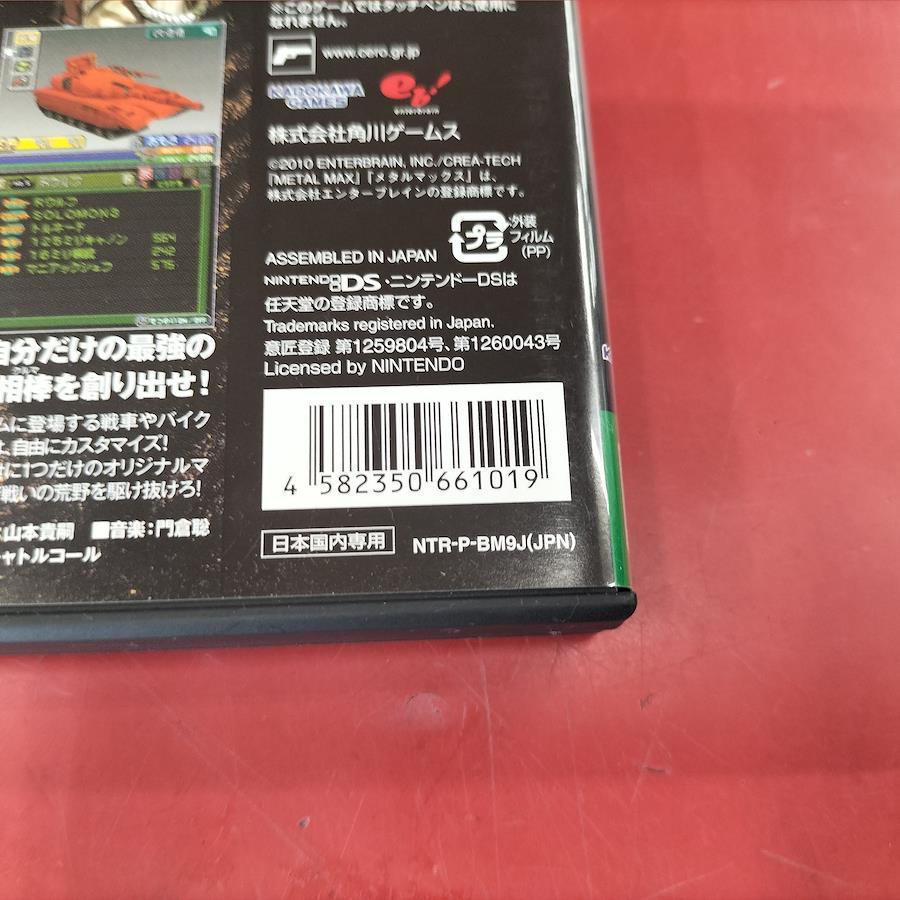 ※このゲームではタッチペンはご使用に
なれません。
www.cero.gr.jp
KADOKAWA
GAMES
eb!
enterbrain
株式会社角川ゲームス
©2010 ENTERBRAIN, INC./CREA-TECH
『METAL MAX』『メタルマックス』は、
株式会社エンターブレインの登録商標です。
プラ
外装
フィルム
(PP)
ASSEMBLED IN JAPAN
NINTENDO DS・ニンテンドーDSは
任天堂の登録商標です。
Trademarks registered in Japan.
意匠登録 第1259804号、第1260043号
Licensed by NINTENDO
4 582350 661019
日本国内専用
NTR-P-BM9J(JPN)
SOLOMON3
トルネード
自分だけの最強の
クルマ
相棒を創り出せ!
ムに登場する戦車やバイク
、自由にカスタマイズ!
に1つだけのオリジナルマ
戦いの荒野を駆け抜けろ!
山本貴嗣 ■音楽:門倉聡
ャトルコール